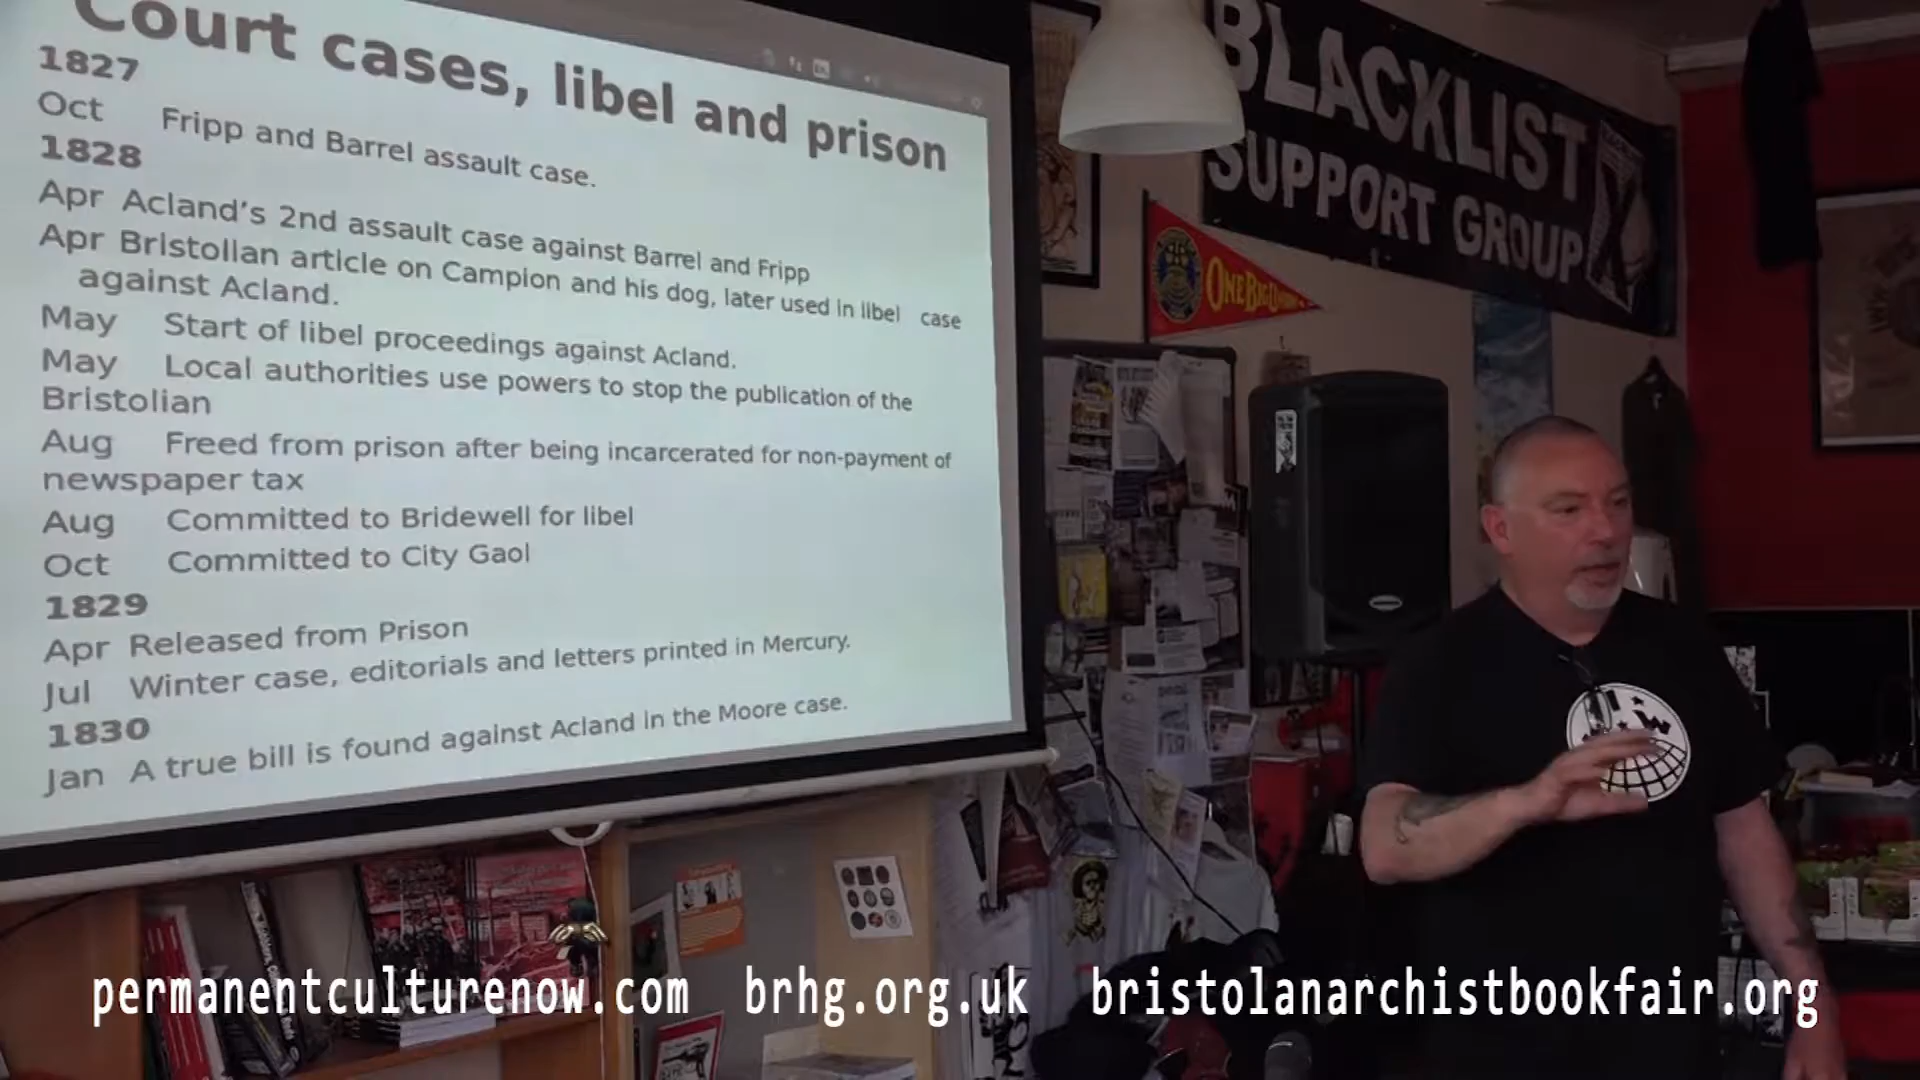 Court cases, libel and prison
1827
Oct Fripp and Barrel assault case.
1828
Apr Acland's 2nd assault case against Barrel and Fripp
Apr Bristolian article on Campion and his dog, later used in libel case
against Acland.
May Start of libel proceedings against Acland.
May Local authorities use powers to stop the publication of the
Bristolian
Aug Freed from prison after being incarcerated for non-payment of
newspaper tax
Aug Committed to Bridewell for libel
Oct Committed to City Gaol
1829
Apr Released from Prison
Jul Winter case, editorials and letters printed in Mercury.
1830
Jan A true bill is found against Acland in the Moore case.
BLACKLIST
SUPPORT GROUP
ONE BIG
W
permanentculturenow.com brhg.org.uk bristolanarchistbookfair.org